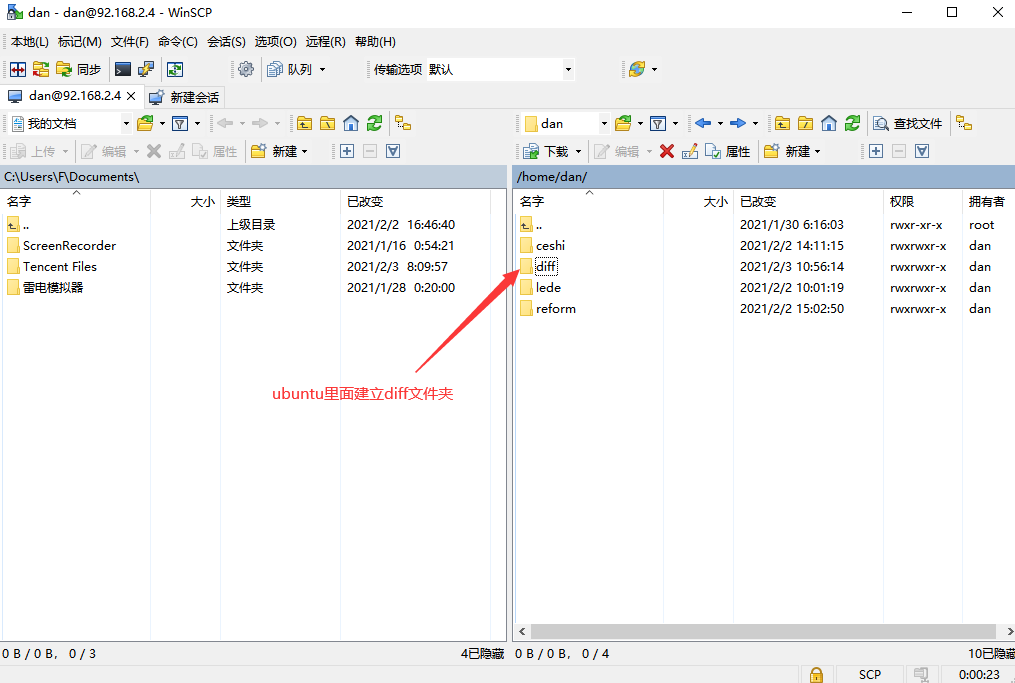 dan - dan@92.168.2.4 - WinSCP
本地(L) 标记(M) 文件(F) 命令(C) 会话(S) 选项(O) 远程(R) 帮助(H)
同步 队列 传输选项 默认
dan@92.168.2.4 × 新建会话
我的文档 dan 查找文件
上传 编辑 属性 新建 下载 编辑 属性 新建
C:\Users\F\Documents\ /home/dan/
名字 大小 类型 已改变 名字 大小 已改变 权限 拥有者
.. 上级目录 2021/2/2 16:46:40 .. 2021/1/30 6:16:03 rwxr-xr-x root
ScreenRecorder 文件夹 2021/1/16 0:54:21 ceshi 2021/2/2 14:11:15 rwxrwxr-x dan
Tencent Files 文件夹 2021/2/3 8:09:57 diff 2021/2/3 10:56:14 rwxrwxr-x dan
雷电模拟器 文件夹 2021/1/28 0:20:00 lede 2021/2/2 10:01:19 rwxrwxr-x dan
reform 2021/2/2 15:02:50 rwxrwxr-x dan
ubuntu里面建立diff文件夹
0 B / 0 B, 0 / 3 4已隐藏 0 B / 0 B, 0 / 4 10已隐藏
SCP 0:00:23